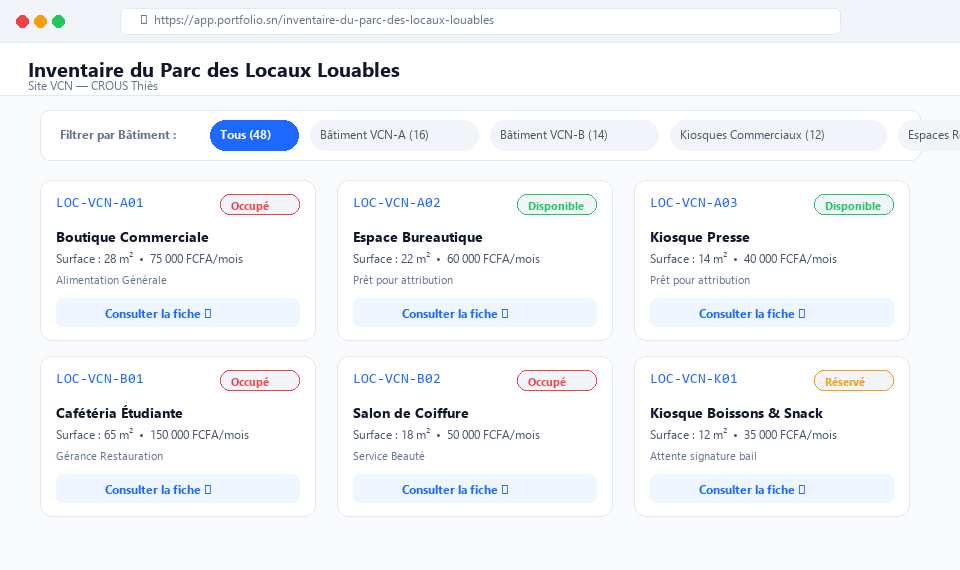 https://app.portfolio.sn/inventaire-du-parc-des-locaux-louables
Inventaire du Parc des Locaux Louables
Site VCN — CROUS Thiès
Filtrer par Bâtiment :
Tous (48)
Bâtiment VCN-A (16)
Bâtiment VCN-B (14)
Kiosques Commerciaux (12)
Espaces
LOC-VCN-A01
Occupé
Boutique Commerciale
Surface : 28 m² • 75 000 FCFA/mois
Alimentation Générale
Consulter la fiche
LOC-VCN-A02
Disponible
Espace Bureautique
Surface : 22 m² • 60 000 FCFA/mois
Prêt pour attribution
Consulter la fiche
LOC-VCN-A03
Disponible
Kiosque Presse
Surface : 14 m² • 40 000 FCFA/mois
Prêt pour attribution
Consulter la fiche
LOC-VCN-B01
Occupé
Cafétéria Étudiante
Surface : 65 m² • 150 000 FCFA/mois
Gérance Restauration
Consulter la fiche
LOC-VCN-B02
Occupé
Salon de Coiffure
Surface : 18 m² • 50 000 FCFA/mois
Service Beauté
Consulter la fiche
LOC-VCN-K01
Réservé
Kiosque Boissons & Snack
Surface : 12 m² • 35 000 FCFA/mois
Attente signature bail
Consulter la fiche